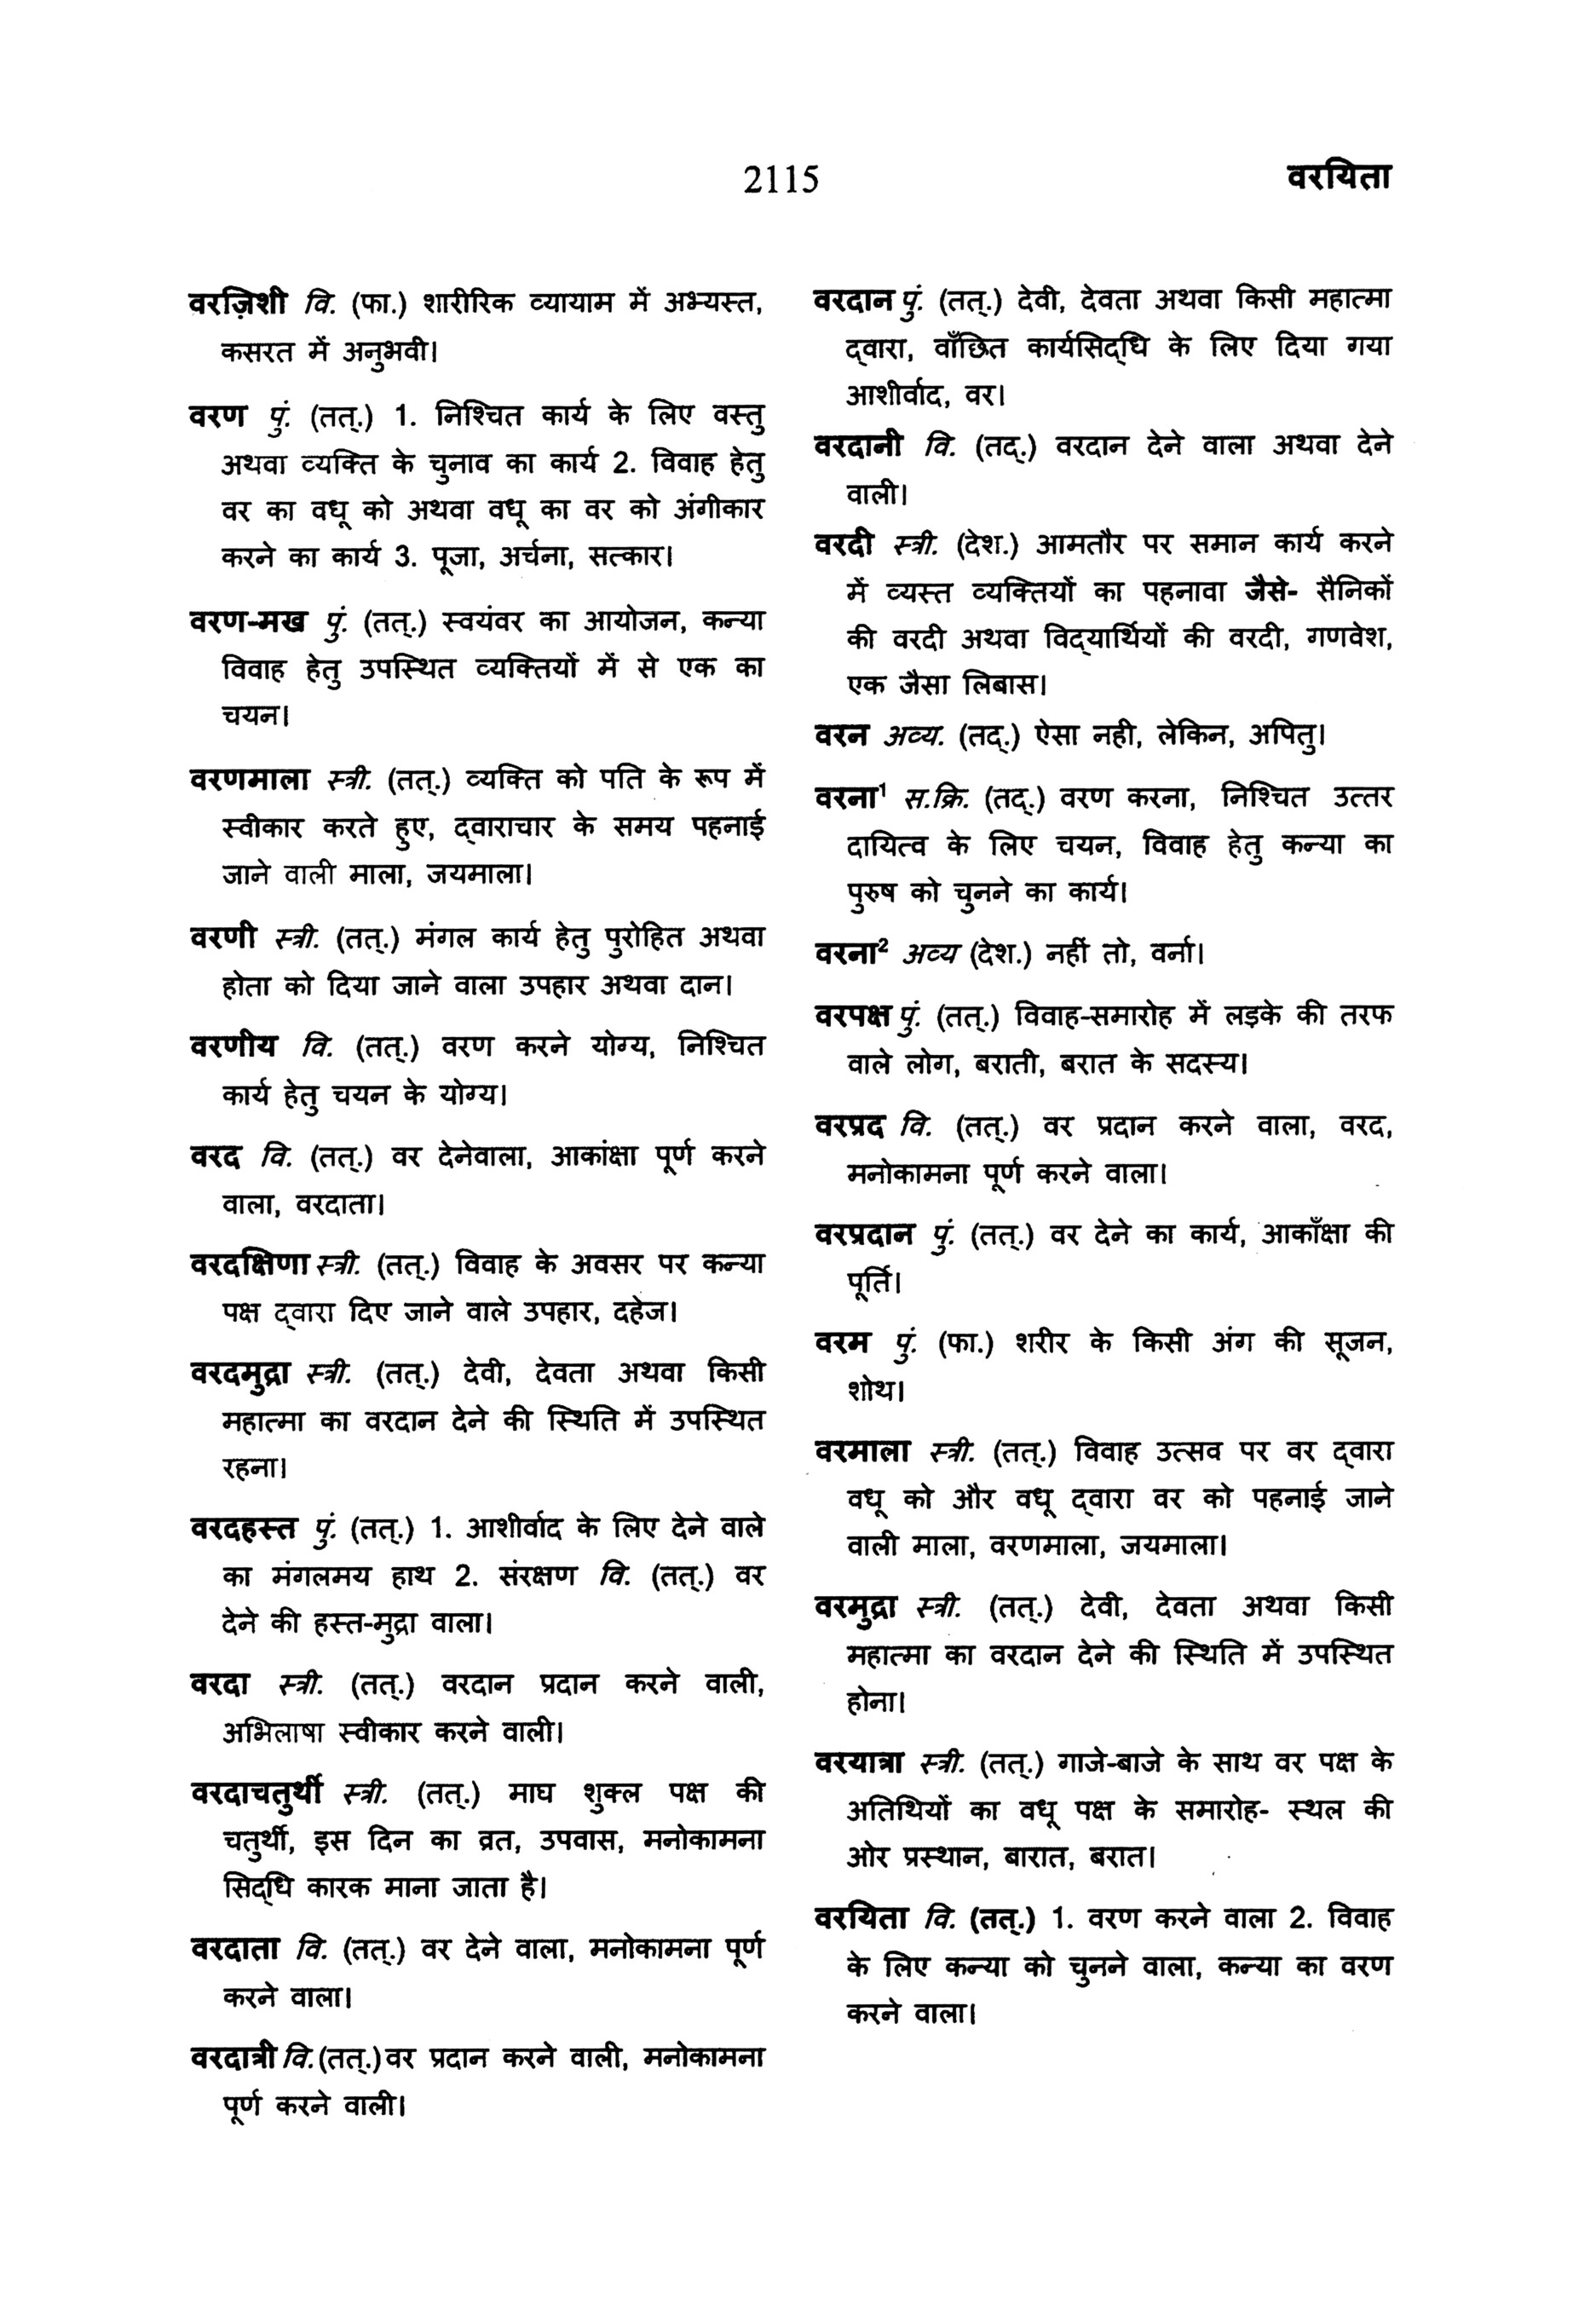 2115
वरयिता
वरज़िशी वि. (फा.) शारीरिक व्यायाम में अभ्यस्त,
कसरत में अनुभवी।
वरण पुं. (तत्.) 1. निश्चित कार्य के लिए वस्तु
अथवा व्यक्ति के चुनाव का कार्य 2. विवाह हेतु
वर का वधू को अथवा वधू का वर को अंगीकार
करने का कार्य 3. पूजा, अर्चना, सत्कार।
वरण-मख पुं. (तत्.) स्वयंवर का आयोजन, कन्या
विवाह हेतु उपस्थित व्यक्तियों में से एक का
चयन।
वरणमाला स्त्री. (तत्.) व्यक्ति को पति के रूप में
स्वीकार करते हुए, द्वाराचार के समय पहनाई
जाने वाली माला, जयमाला।
वरणी स्त्री. (तत्.) मंगल कार्य हेतु पुरोहित अथवा
होता को दिया जाने वाला उपहार अथवा दान।
वरणीय वि. (तत्.) वरण करने योग्य, निश्चित
कार्य हेतु चयन के योग्य।
वरद वि. (तत्.) वर देनेवाला, आकांक्षा पूर्ण करने
वाला, वरदाता।
वरदक्षिणा स्त्री. (तत्.) विवाह के अवसर पर कन्या
पक्ष द्वारा दिए जाने वाले उपहार, दहेज।
वरदमुद्रा स्त्री. (तत्.) देवी, देवता अथवा किसी
महात्मा का वरदान देने की स्थिति में उपस्थित
रहना।
वरदहस्त पुं. (तत्.) 1. आशीर्वाद के लिए देने वाले
का मंगलमय हाथ 2. संरक्षण वि. (तत्.) वर
देने की हस्त-मुद्रा वाला।
वरदा स्त्री. (तत्.) वरदान प्रदान करने वाली,
अभिलाषा स्वीकार करने वाली।
वरदाचतुर्थी स्त्री. (तत्.) माघ शुक्ल पक्ष की
चतुर्थी, इस दिन का व्रत, उपवास, मनोकामना
सिद्धि कारक माना जाता है।
वरदाता वि. (तत्.) वर देने वाला, मनोकामना पूर्ण
करने वाला।
वरदात्री वि.(तत्.) वर प्रदान करने वाली, मनोकामना
पूर्ण करने वाली।
वरदान पुं. (तत्.) देवी, देवता अथवा किसी महात्मा
द्वारा, वाँछित कार्यसिद्धि के लिए दिया गया
आशीर्वाद, वर।
वरदानी वि. (तद्.) वरदान देने वाला अथवा देने
वाली।
वरदी स्त्री. (देश.) आमतौर पर समान कार्य करने
में व्यस्त व्यक्तियों का पहनावा जैसे- सैनिकों
की वरदी अथवा विद्यार्थियों की वरदी, गणवेश,
एक जैसा लिबास।
वरन अव्य. (तद्.) ऐसा नही, लेकिन, अपितु।
वरना¹ स.क्रि. (तद्.) वरण करना, निश्चित उत्तर
दायित्व के लिए चयन, विवाह हेतु कन्या का
पुरुष को चुनने का कार्य।
वरना² अव्य (देश.) नहीं तो, वर्ना।
वरपक्ष पुं. (तत्.) विवाह-समारोह में लड़के की तरफ
वाले लोग, बराती, बरात के सदस्य।
वरप्रद वि. (तत्.) वर प्रदान करने वाला, वरद,
मनोकामना पूर्ण करने वाला।
वरप्रदान पुं. (तत्.) वर देने का कार्य, आकाँक्षा की
पूर्ति।
वरम पुं. (फा.) शरीर के किसी अंग की सूजन,
शोथ।
वरमाला स्त्री. (तत्.) विवाह उत्सव पर वर द्वारा
वधू को और वधू द्वारा वर को पहनाई जाने
वाली माला, वरणमाला, जयमाला।
वरमुद्रा स्त्री. (तत्.) देवी, देवता अथवा किसी
महात्मा का वरदान देने की स्थिति में उपस्थित
होना।
वरयात्रा स्त्री. (तत्.) गाजे-बाजे के साथ वर पक्ष के
अतिथियों का वधू पक्ष के समारोह- स्थल की
ओर प्रस्थान, बारात, बरात।
वरयिता वि. (तत्.) 1. वरण करने वाला 2. विवाह
के लिए कन्या को चुनने वाला, कन्या का वरण
करने वाला।